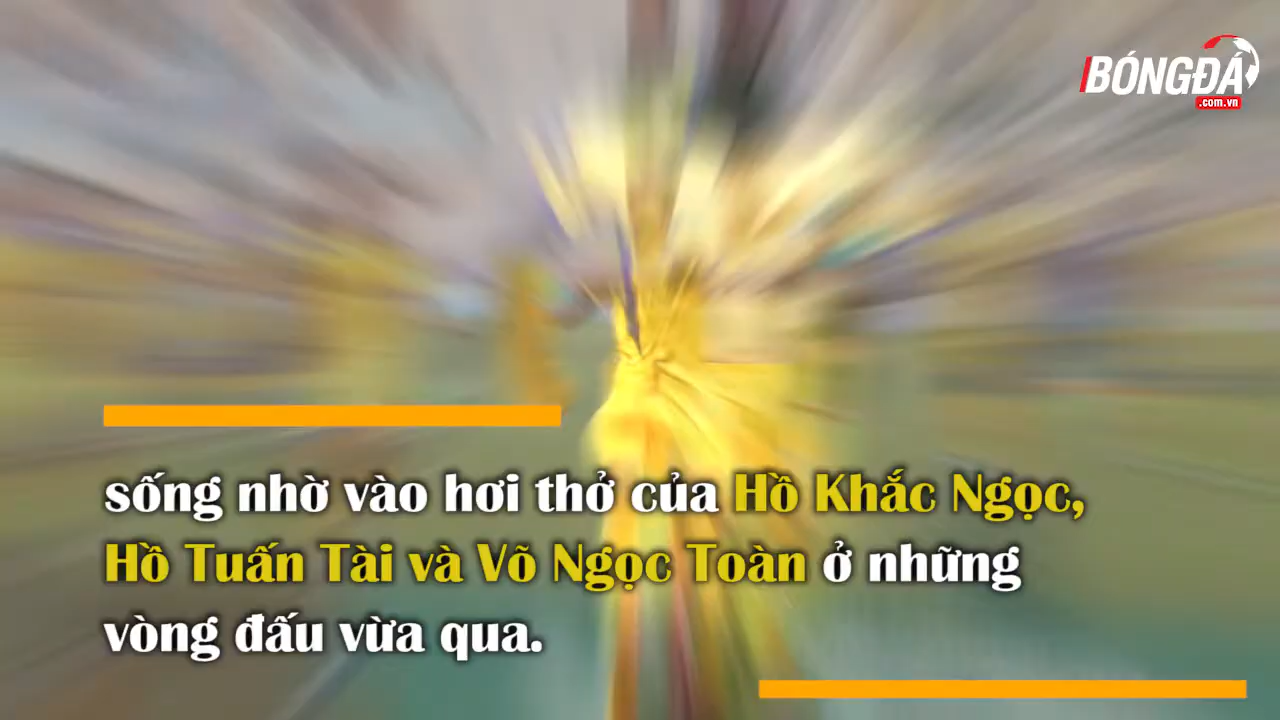 BÓNGĐÁ
.com.vn
sống nhờ vào hơi thở của Hồ Khắc Ngọc,
Hồ Tuấn Tài và Võ Ngọc Toàn ở những
vòng đấu vừa qua.